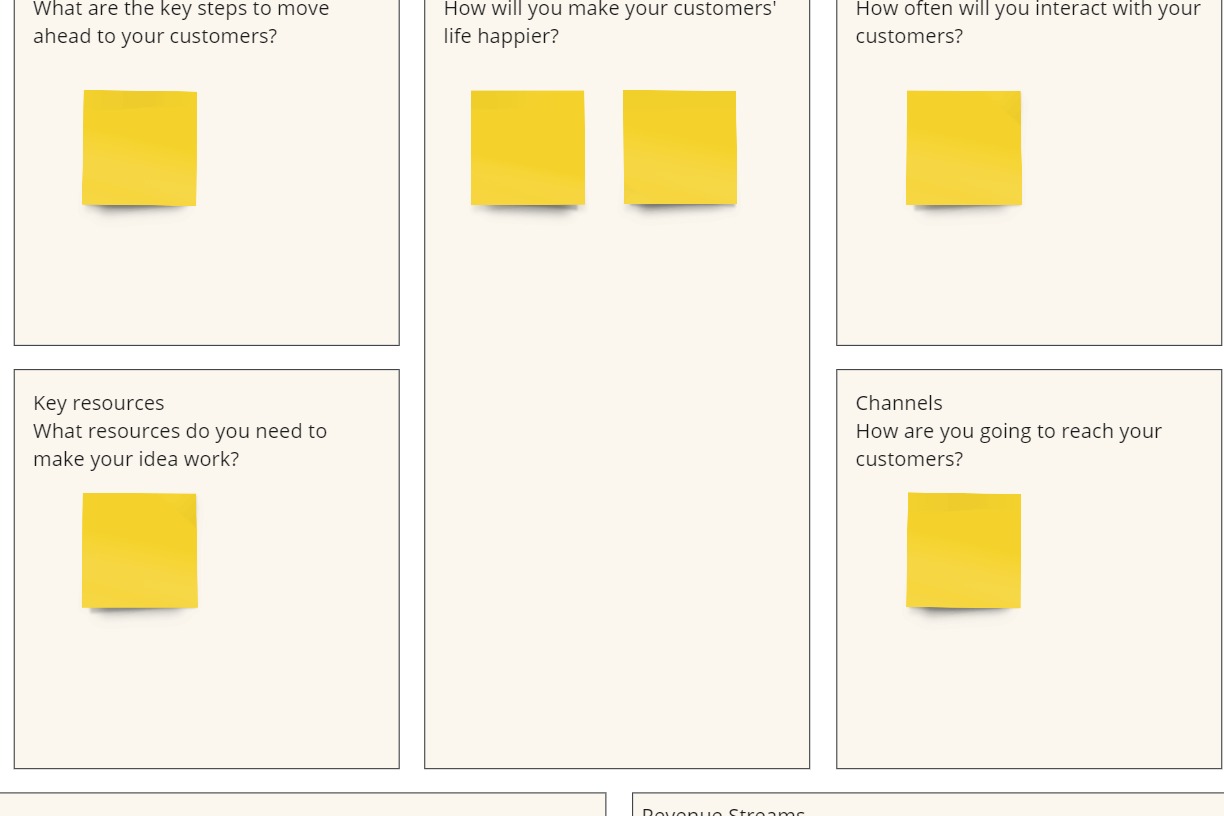 What are the key steps to move
ahead to your customers?
How will you make your customers'
life happier?
How often will you interact with your
customers?
Key resources
What resources do you need to
make your idea work?
Channels
How are you going to reach your
customers?
Revenue Streams